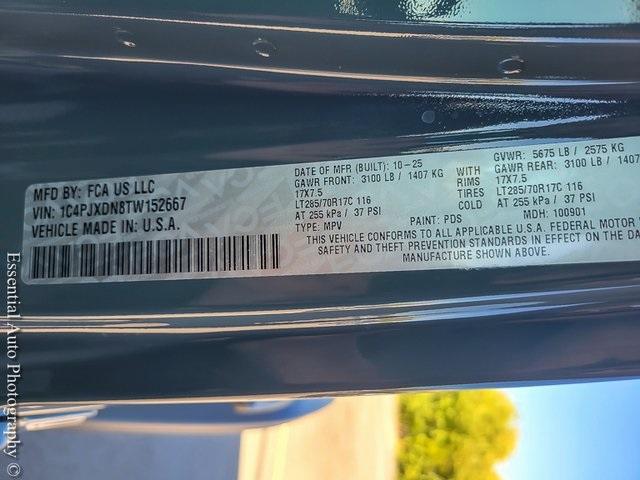 MFD BY: FCA US LLC
VIN: 1C4PJXDN8TW152667
VEHICLE MADE IN: U.S.A.
DATE OF MFR (BUILT): 10-25
GAWR FRONT: 3100 LB / 1407 KG WITH
17X7.5 RIMS
LT285/70R17C 116 TIRES
AT 255 kPa / 37 PSI COLD
TYPE: MPV
GVWR: 5675 LB / 2575 KG
GAWR REAR: 3100 LB / 1407
17X7.5
LT285/70R17C 116
AT 255 kPa / 37 PSI
PAINT: PDS MDH: 100901
THIS VEHICLE CONFORMS TO ALL APPLICABLE U.S.A. FEDERAL MOTOR
SAFETY AND THEFT PREVENTION STANDARDS IN EFFECT ON THE DA
MANUFACTURE SHOWN ABOVE.
Essential Auto Photography ©